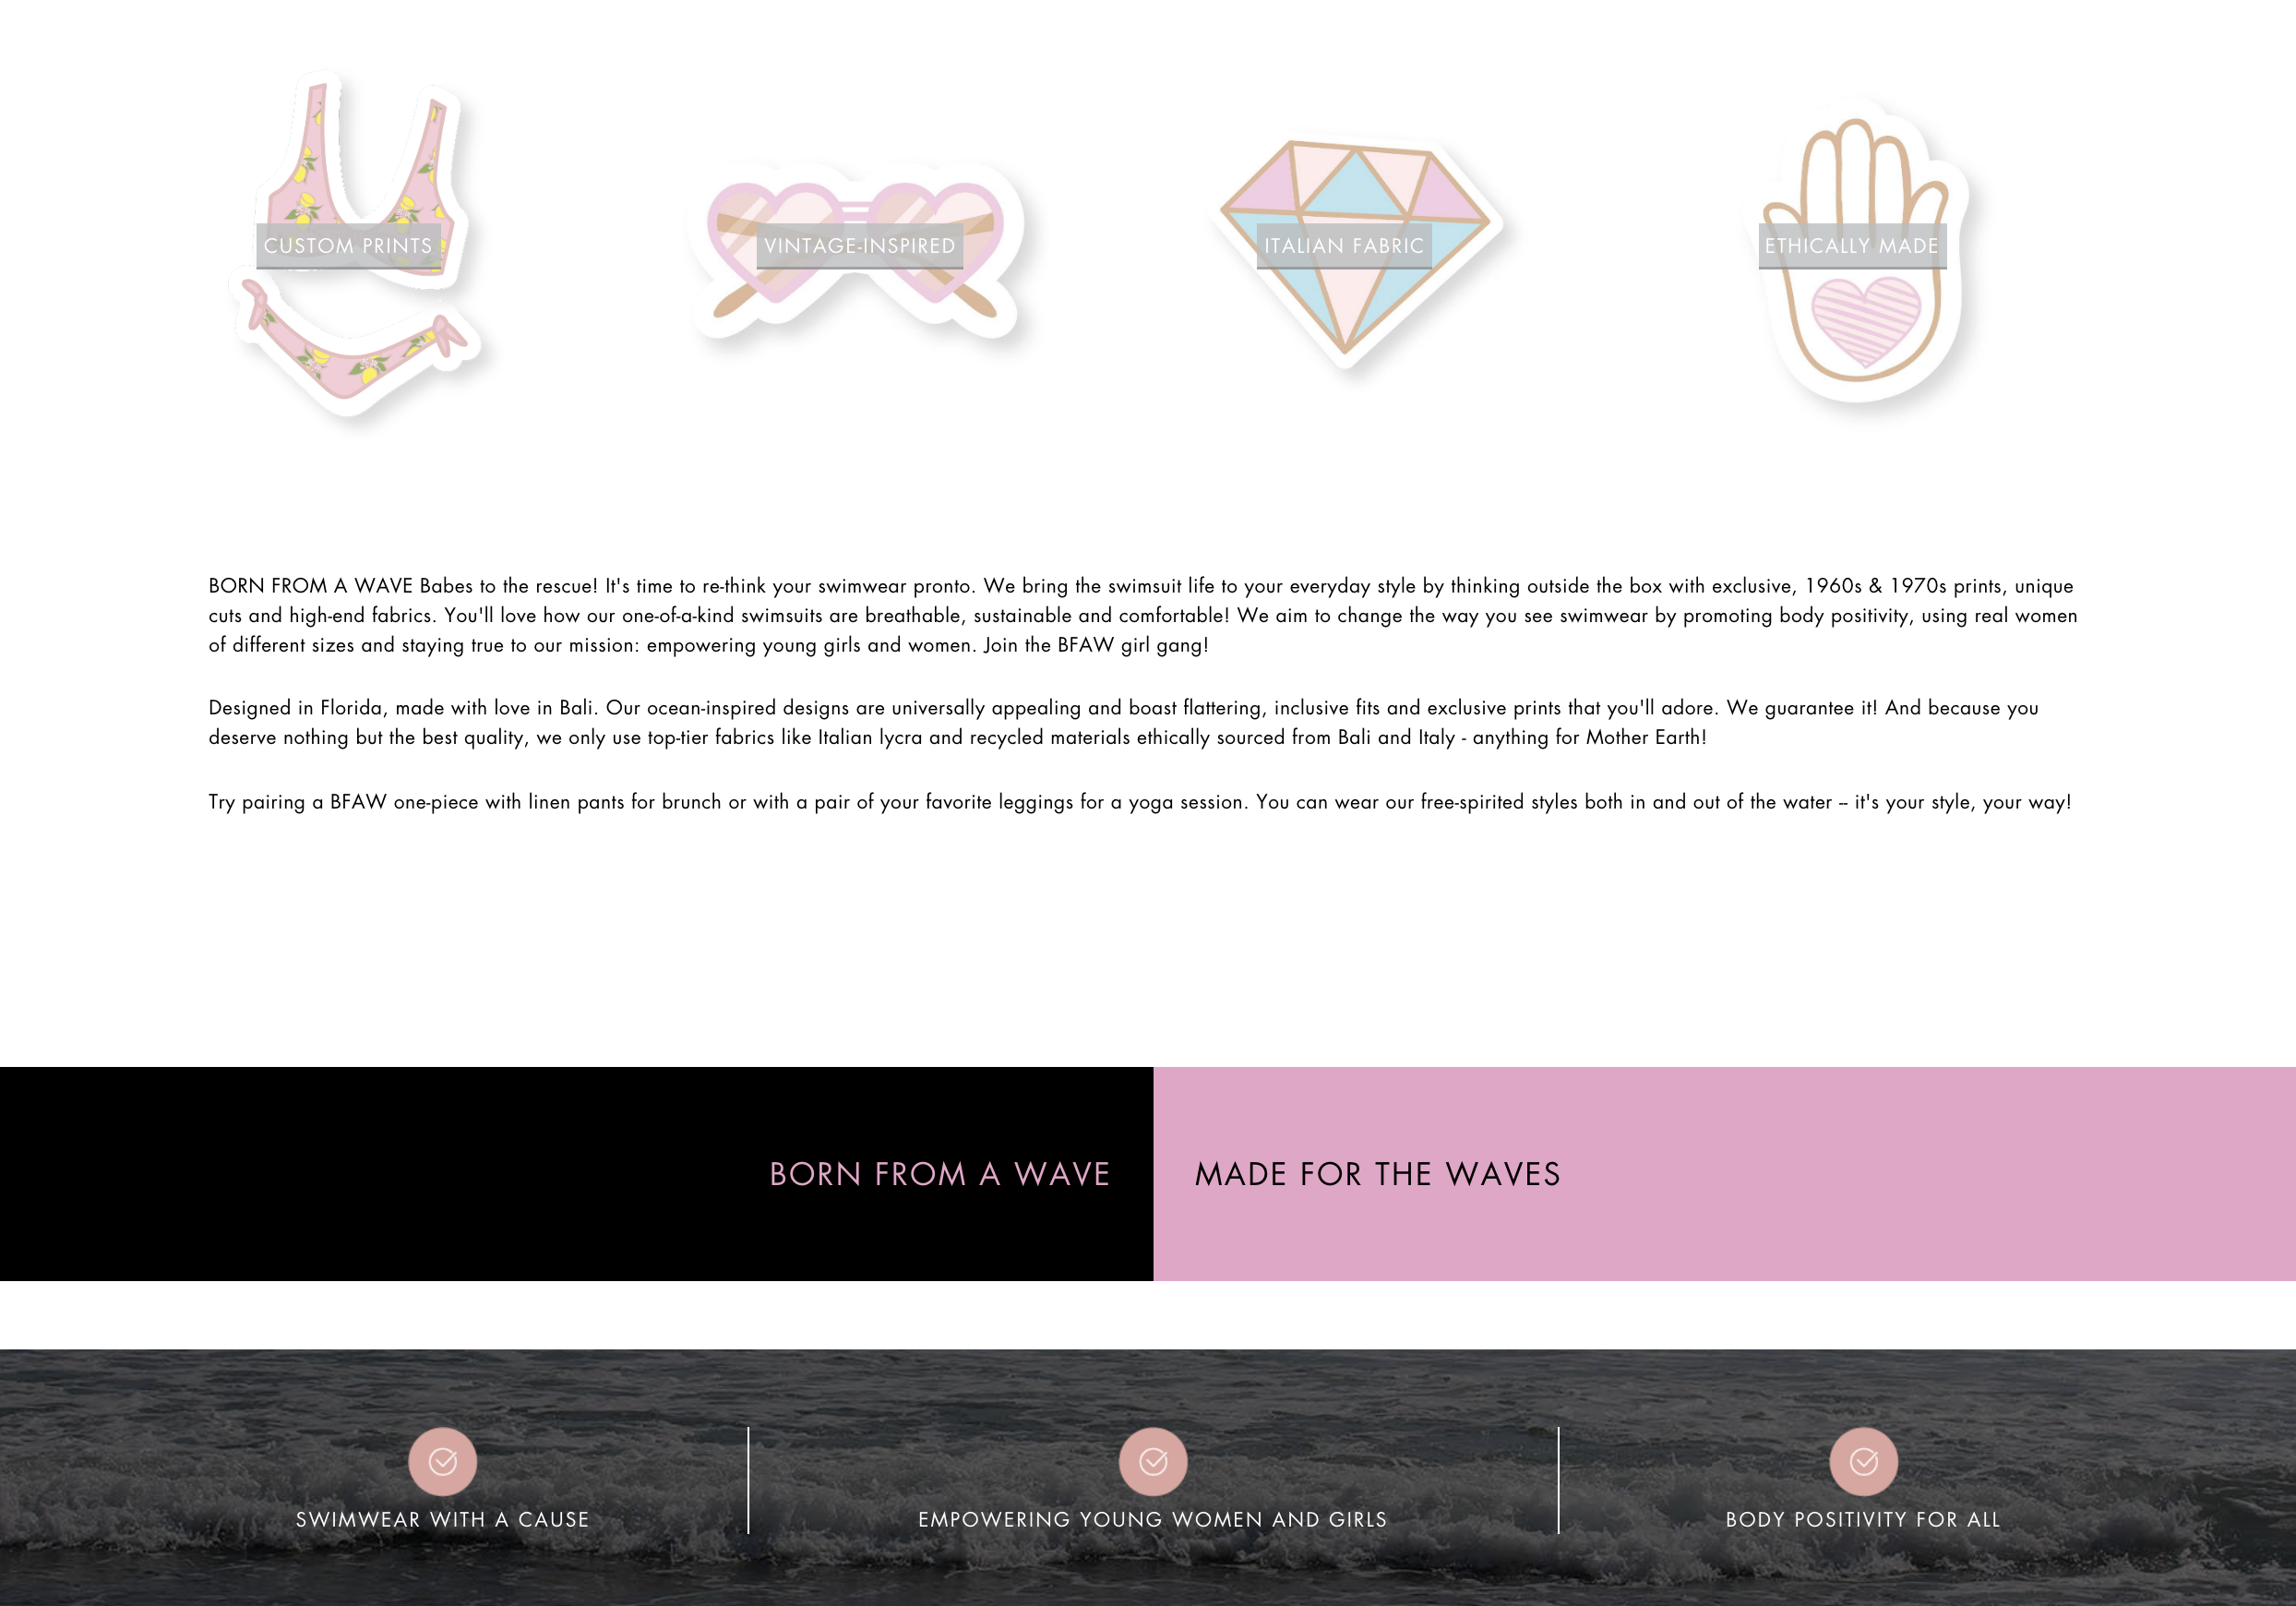 CUSTOM PRINTS
VINTAGE-INSPIRED
ITALIAN FABRIC
ETHICALLY MADE
BORN FROM A WAVE Babes to the rescue! It's time to re-think your swimwear pronto. We bring the swimsuit life to your everyday style by thinking outside the box with exclusive, 1960s & 1970s prints, unique
cuts and high-end fabrics. You'll love how our one-of-a-kind swimsuits are breathable, sustainable and comfortable! We aim to change the way you see swimwear by promoting body positivity, using real women
of different sizes and staying true to our mission: empowering young girls and women. Join the BFAW girl gang!
Designed in Florida, made with love in Bali. Our ocean-inspired designs are universally appealing and boast flattering, inclusive fits and exclusive prints that you'll adore. We guarantee it! And because you
deserve nothing but the best quality, we only use top-tier fabrics like Italian lycra and recycled materials ethically sourced from Bali and Italy - anything for Mother Earth!
Try pairing a BFAW one-piece with linen pants for brunch or with a pair of your favorite leggings for a yoga session. You can wear our free-spirited styles both in and out of the water – it's your style, your way!
BORN FROM A WAVE
MADE FOR THE WAVES
SWIMWEAR WITH A CAUSE
EMPOWERING YOUNG WOMEN AND GIRLS
BODY POSITIVITY FOR ALL